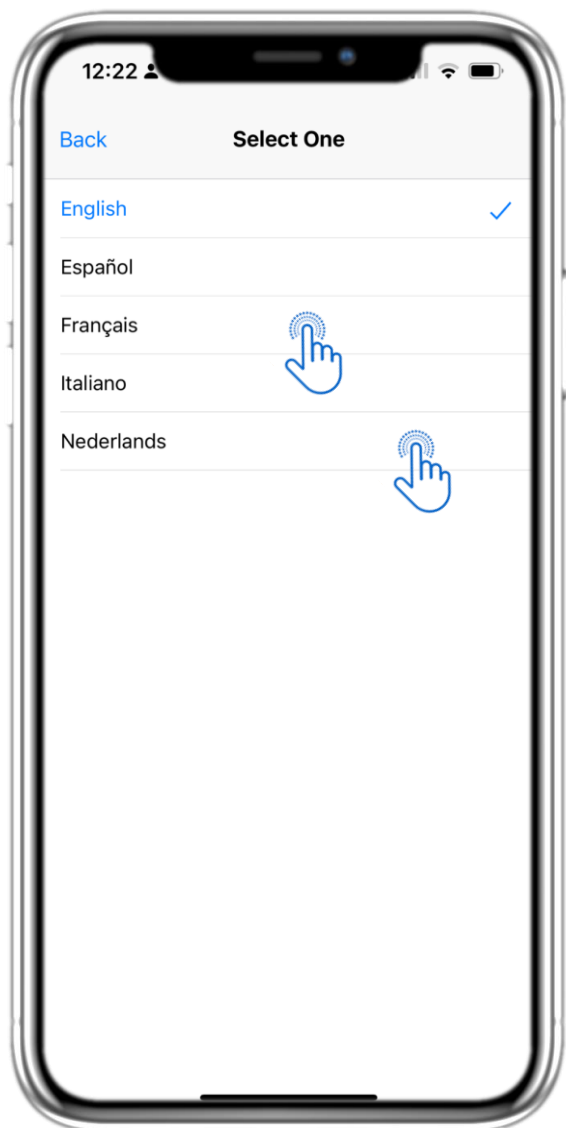 12:22
Back
Select One
English
Español
Français
Italiano
Nederlands